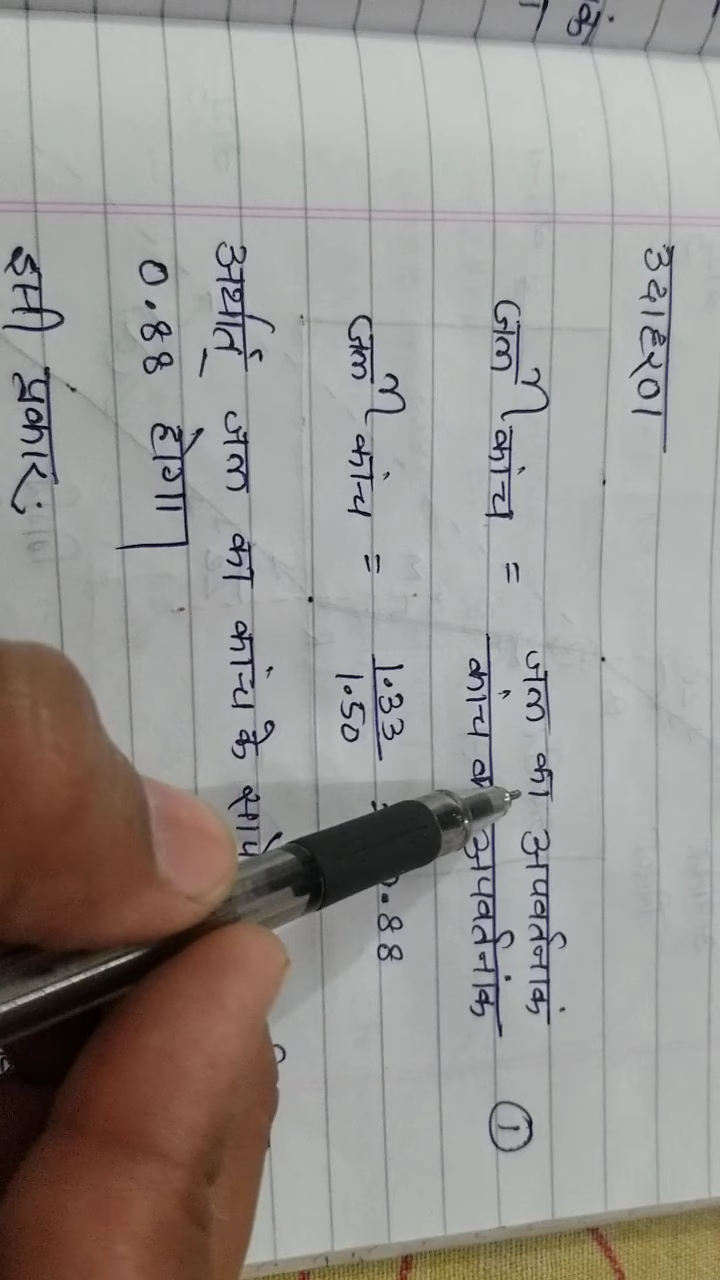 उदाहरण
जल η कांच = जल का अपवर्तनांक
कांच का अपवर्तनांक ①
जल η कांच = 1.33
1.50 = 0.88
अर्थात् जल का कांच के
0.88 होगा
इसी प्रकार: